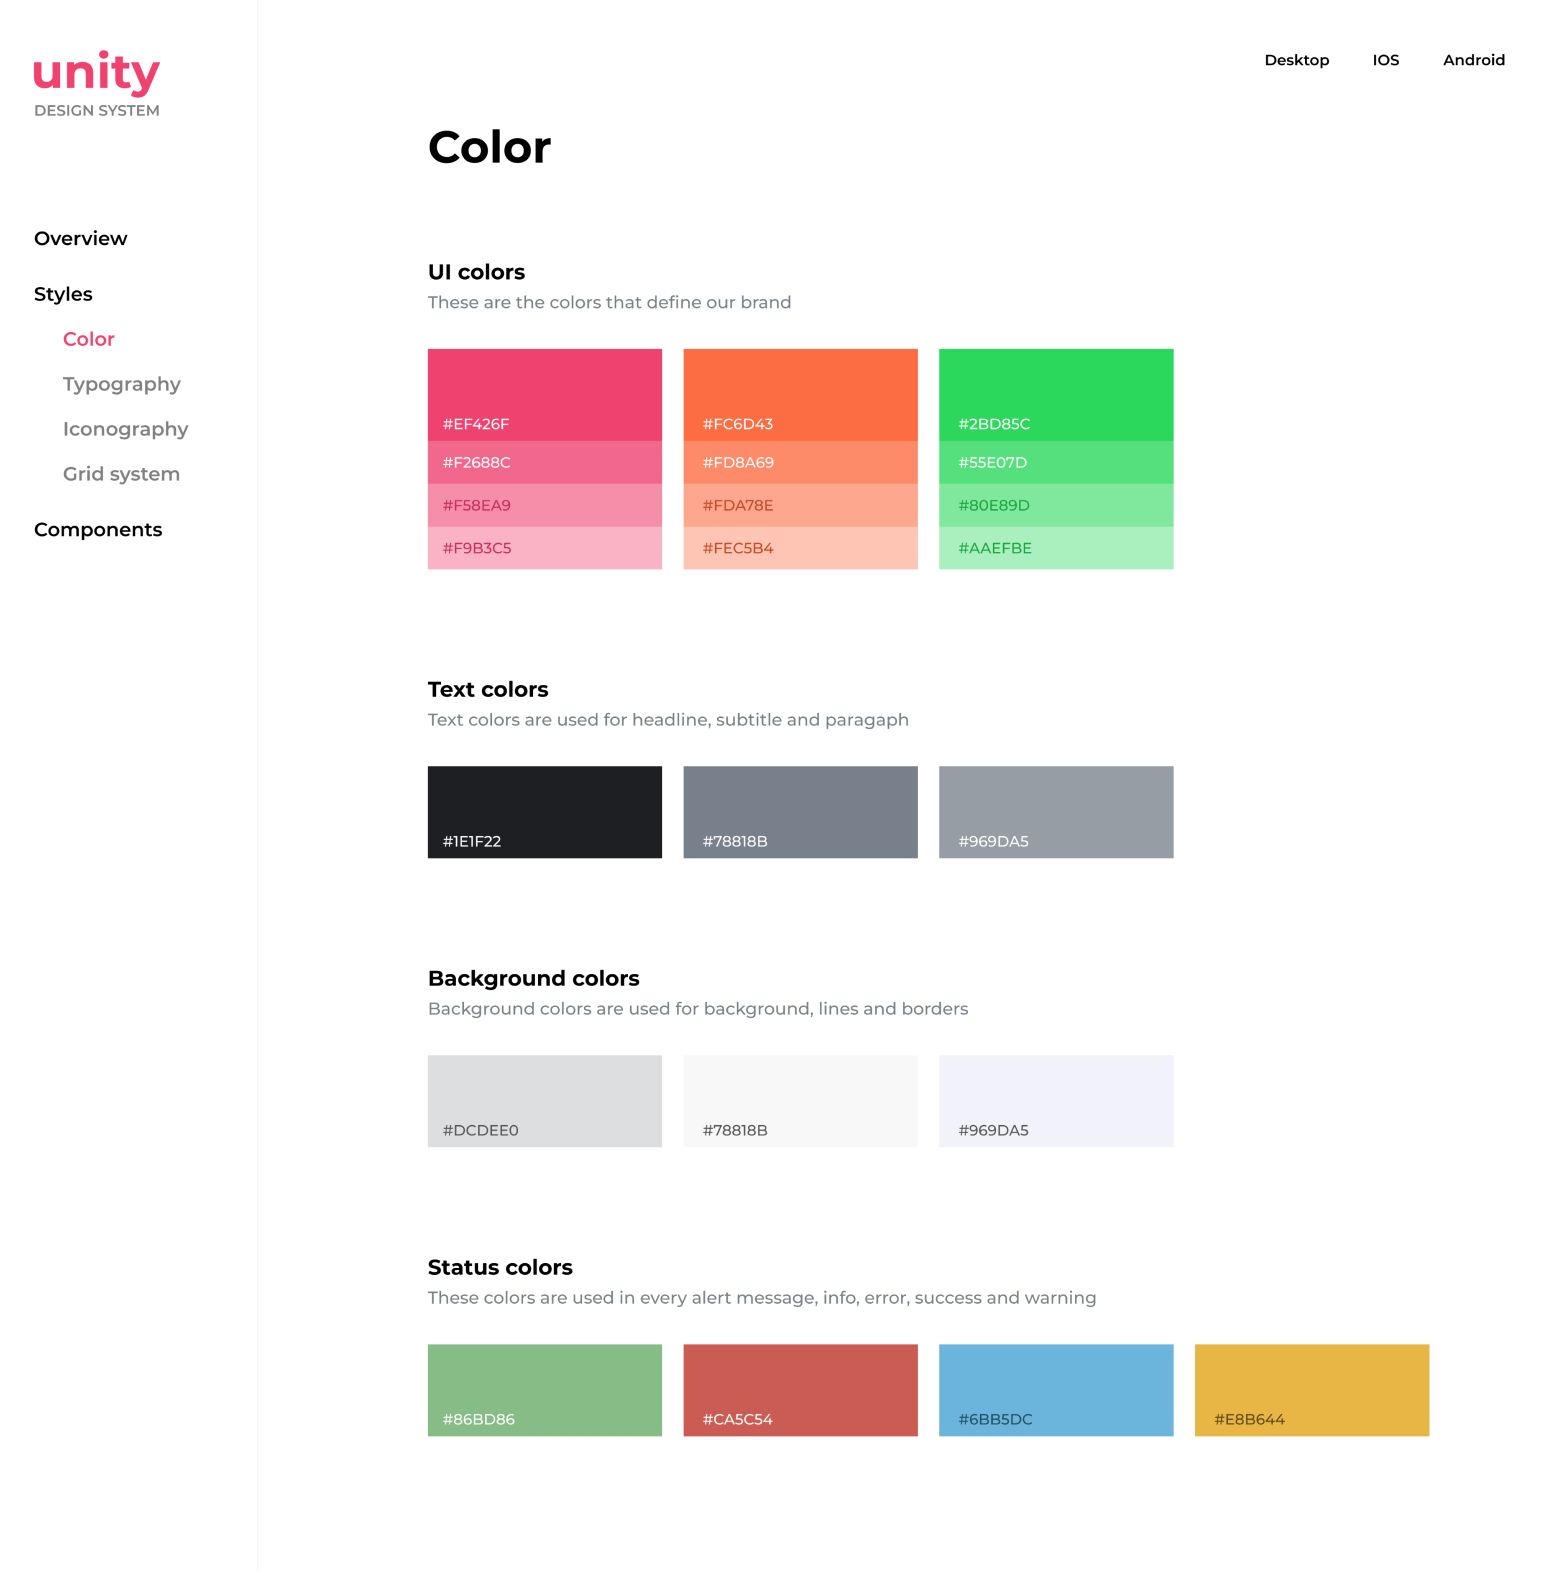 unity
DESIGN SYSTEM
Desktop IOS Android
Overview
Styles
Color
Typography
Iconography
Grid system
Components
Color
UI colors
These are the colors that define our brand
#EF426F #FC6D43 #2BD85C
#F2688C #FD8A69 #55E07D
#F58EA9 #FDA78E #80E89D
#F9B3C5 #FEC5B4 #AAEFBE
Text colors
Text colors are used for headline, subtitle and paragaph
#1E1F22 #78818B #969DA5
Background colors
Background colors are used for background, lines and borders
#DCDEE0 #78818B #969DA5
Status colors
These colors are used in every alert message, info, error, success and warning
#86BD86 #CA5C54 #6BB5DC #E8B644